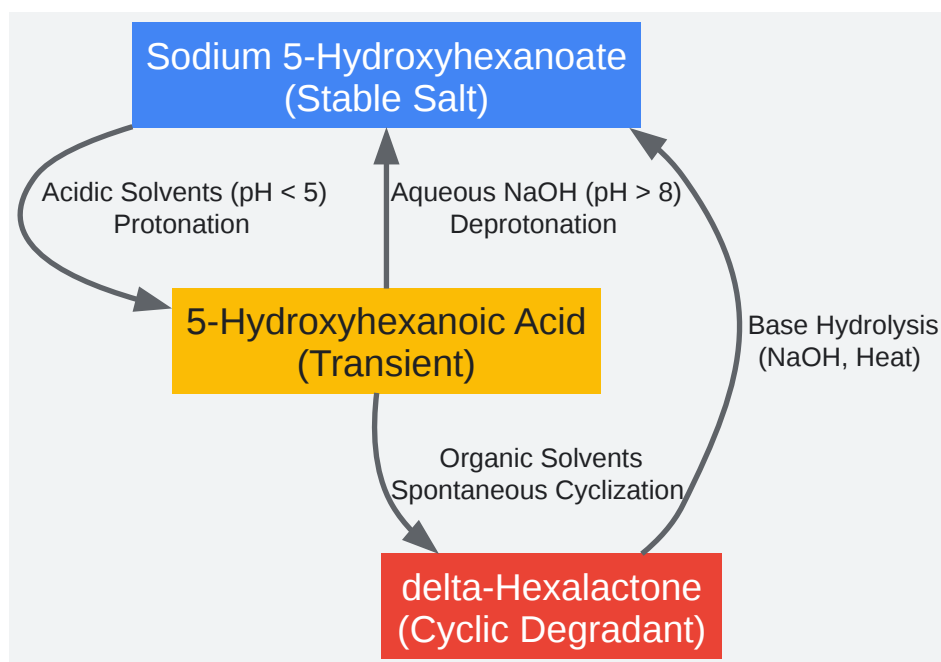 Sodium 5-Hydroxyhexanoate
(Stable Salt)
Acidic Solvents (pH < 5)
Protonation
Aqueous NaOH (pH > 8)
Deprotonation
5-Hydroxyhexanoic Acid
(Transient)
Base Hydrolysis
(NaOH, Heat)
Organic Solvents
Spontaneous Cyclization
delta-Hexalactone
(Cyclic Degradant)